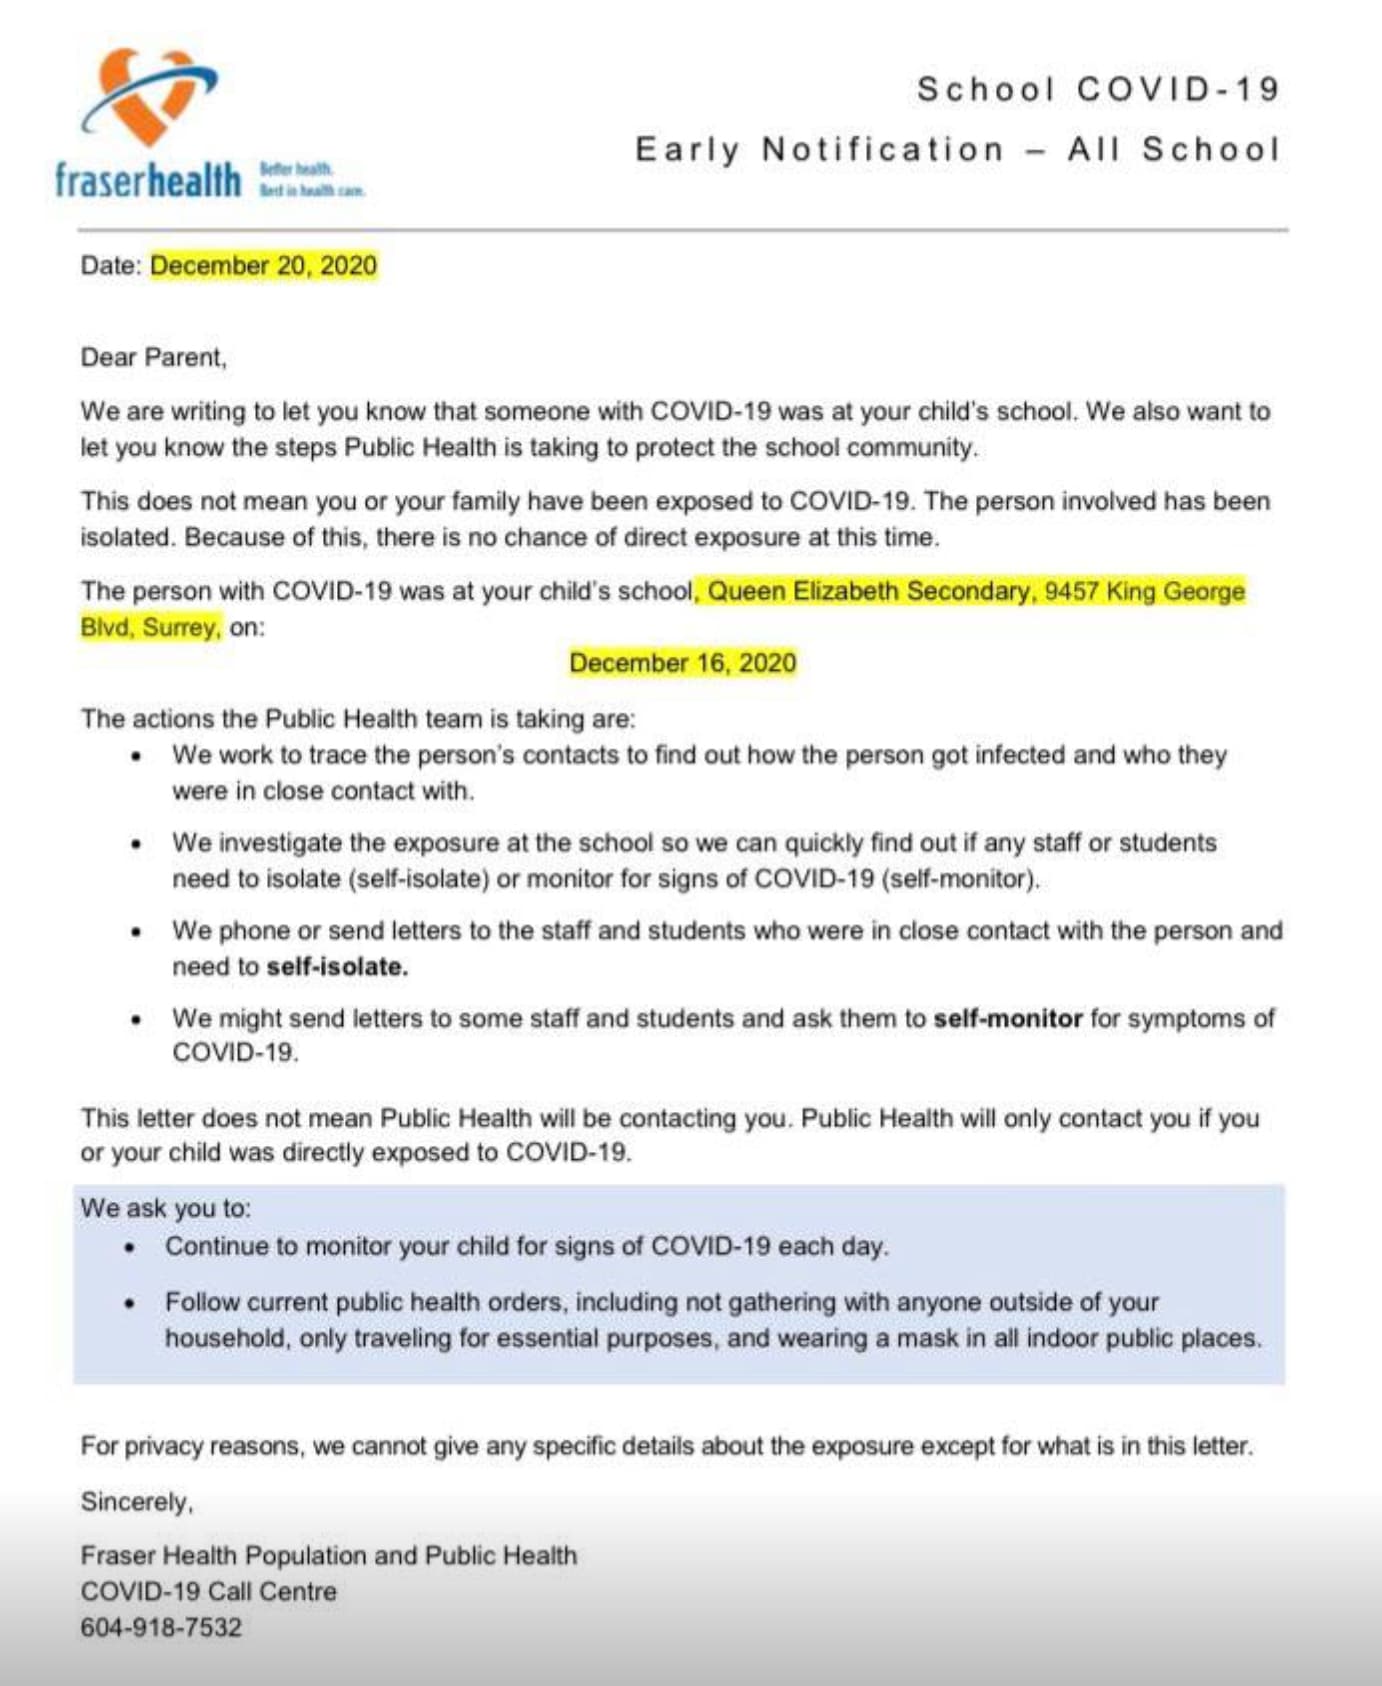 School COVID-19
Early Notification – All School
fraserhealth
Better health.
Best in health care.
Date: December 20, 2020
Dear Parent,
We are writing to let you know that someone with COVID-19 was at your child's school. We also want to
let you know the steps Public Health is taking to protect the school community.
This does not mean you or your family have been exposed to COVID-19. The person involved has been
isolated. Because of this, there is no chance of direct exposure at this time.
The person with COVID-19 was at your child's school, Queen Elizabeth Secondary, 9457 King George
Blvd, Surrey, on:
December 16, 2020
The actions the Public Health team is taking are:
• We work to trace the person's contacts to find out how the person got infected and who they
were in close contact with.
• We investigate the exposure at the school so we can quickly find out if any staff or students
need to isolate (self-isolate) or monitor for signs of COVID-19 (self-monitor).
• We phone or send letters to the staff and students who were in close contact with the person and
need to self-isolate.
• We might send letters to some staff and students and ask them to self-monitor for symptoms of
COVID-19.
This letter does not mean Public Health will be contacting you. Public Health will only contact you if you
or your child was directly exposed to COVID-19.
We ask you to:
• Continue to monitor your child for signs of COVID-19 each day.
• Follow current public health orders, including not gathering with anyone outside of your
household, only traveling for essential purposes, and wearing a mask in all indoor public places.
For privacy reasons, we cannot give any specific details about the exposure except for what is in this letter.
Sincerely,
Fraser Health Population and Public Health
COVID-19 Call Centre
604-918-7532